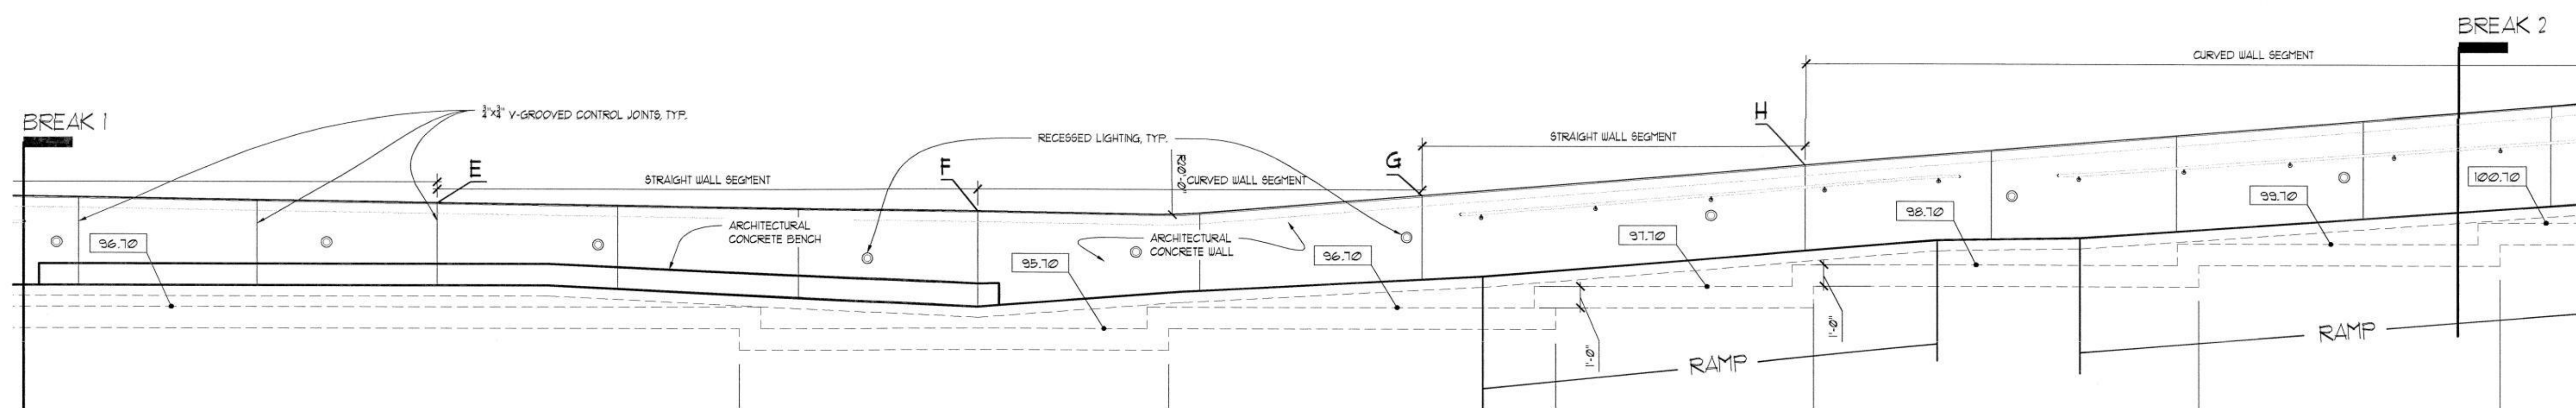 BREAK 2
CURVED WALL SEGMENT
BREAK 1
3/4"x3/4" V-GROOVED CONTROL JOINTS, TYP.
H
RECESSED LIGHTING, TYP.
STRAIGHT WALL SEGMENT
E
F
G
STRAIGHT WALL SEGMENT
R20'-0"
CURVED WALL SEGMENT
100.70
99.70
98.70
ARCHITECTURAL
CONCRETE BENCH
ARCHITECTURAL
CONCRETE WALL
97.70
96.70
96.70
95.70
1'-0"
1'-0"
RAMP
RAMP